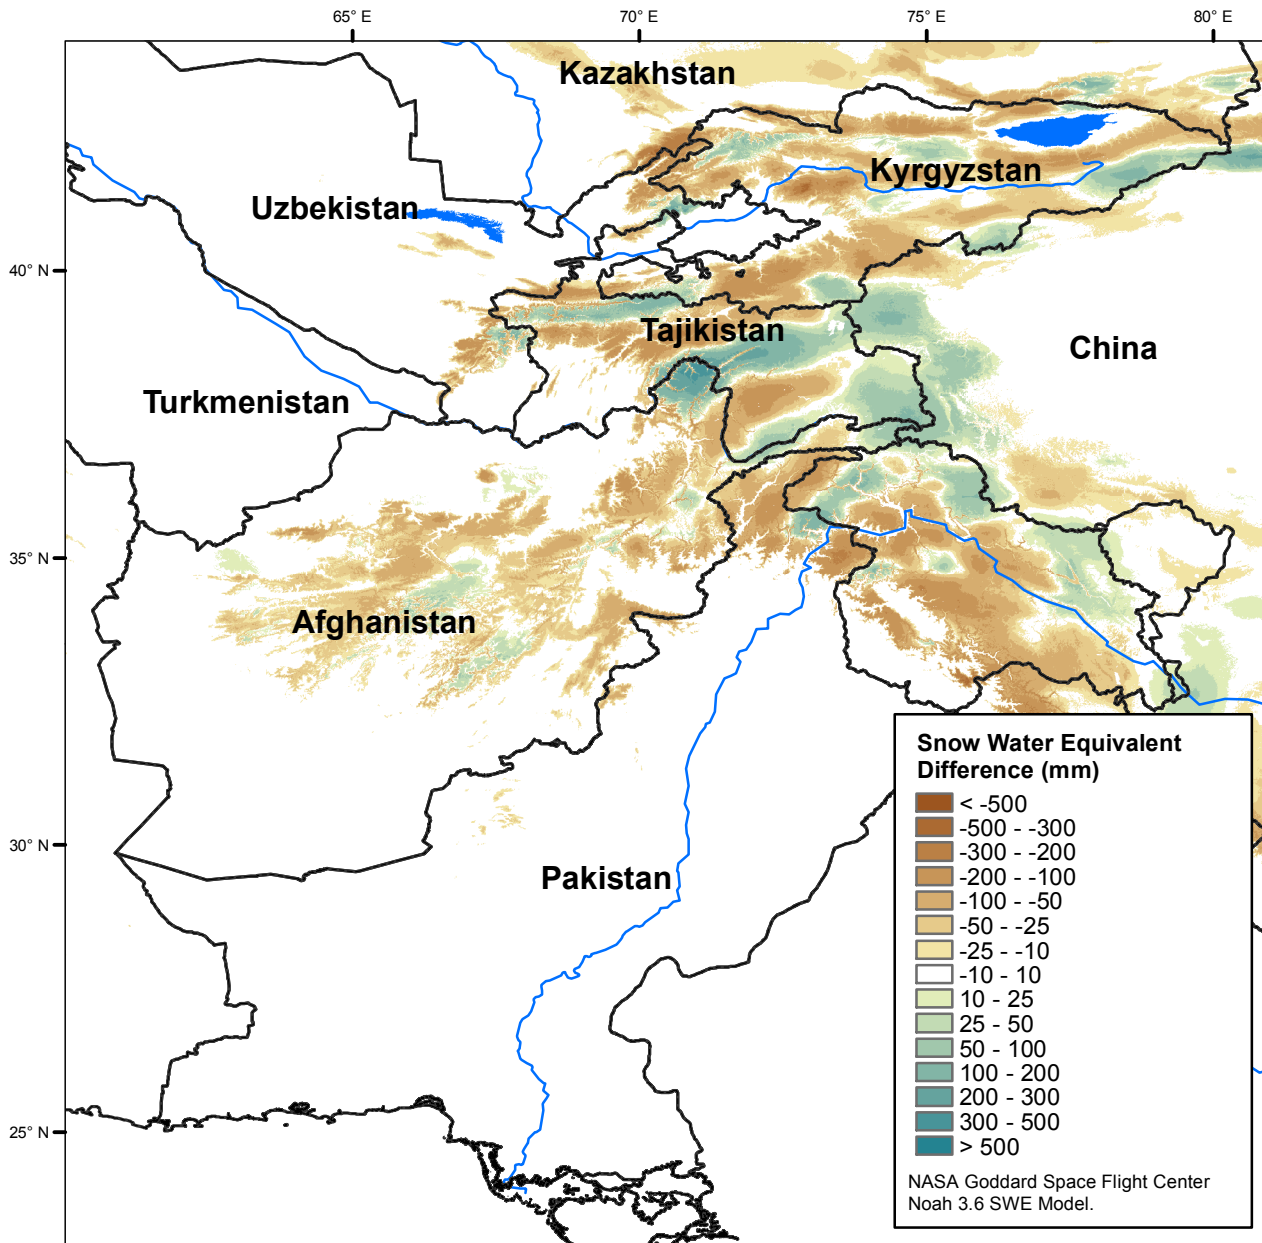 65° E
70° E
75° E
80° E
Kazakhstan
Kyrgyzstan
Uzbekistan
40° N
Tajikistan
China
Turkmenistan
35° N
Afghanistan
Snow Water Equivalent
Difference (mm)
< -500
-500 - -300
-300 - -200
-200 - -100
-100 - -50
-50 - -25
-25 - -10
-10 - 10
10 - 25
25 - 50
50 - 100
100 - 200
200 - 300
300 - 500
> 500
NASA Goddard Space Flight Center
Noah 3.6 SWE Model.
30° N
Pakistan
25° N